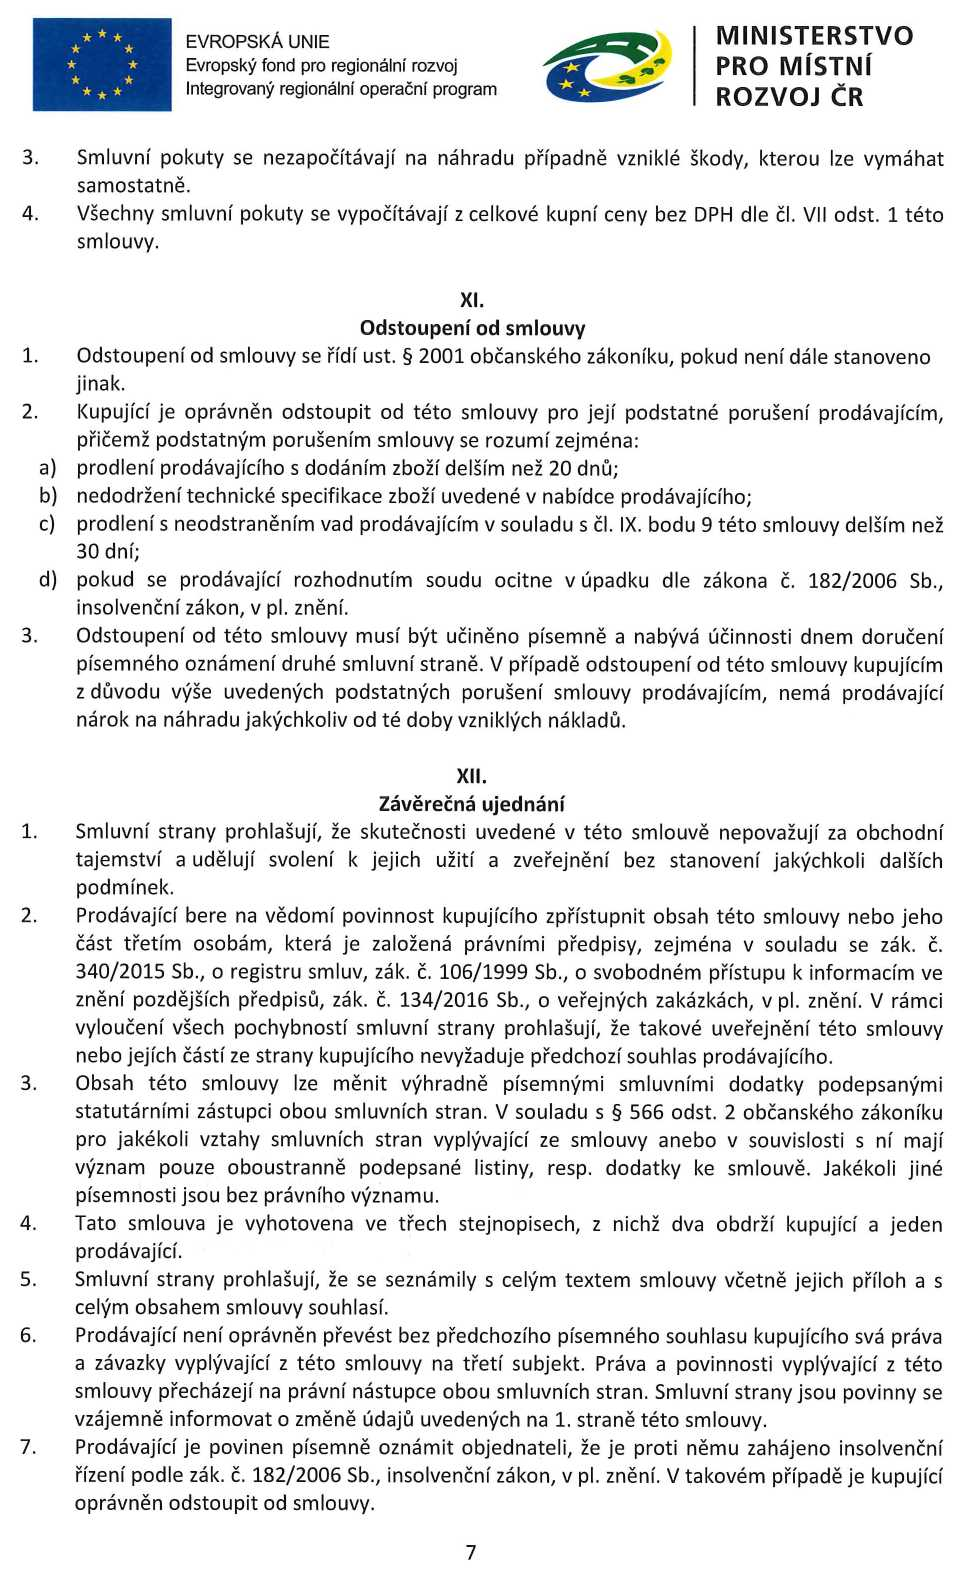 EVROPSKÁ UNIE
Evropský fond pro regionální rozvoj
Integrovaný regionální operační program
MINISTERSTVO
PRO MÍSTNÍ
ROZVOJ ČR
3. Smluvní pokuty se nezapočítávají na náhradu případně vzniklé škody, kterou lze vymáhat
samostatně.
4. Všechny smluvní pokuty se vypočítávají z celkové kupní ceny bez DPH dle čl. VII odst. 1 této
smlouvy.
XI.
Odstoupení od smlouvy
1. Odstoupení od smlouvy se řídí ust. § 2001 občanského zákoníku, pokud není dále stanoveno
jinak.
2. Kupující je oprávněn odstoupit od této smlouvy pro její podstatné porušení prodávajícím,
přičemž podstatným porušením smlouvy se rozumí zejména:
a) prodlení prodávajícího s dodáním zboží delším než 20 dnů;
b) nedodržení technické specifikace zboží uvedené v nabídce prodávajícího;
c) prodlení s neodstraněním vad prodávajícím v souladu s čl. IX. bodu 9 této smlouvy delším než
30 dní;
d) pokud se prodávající rozhodnutím soudu ocitne v úpadku dle zákona č. 182/2006 Sb.,
insolvenční zákon, v pl. znění.
3. Odstoupení od této smlouvy musí být učiněno písemně a nabývá účinnosti dnem doručení
písemného oznámení druhé smluvní straně. V případě odstoupení od této smlouvy kupujícím
z důvodu výše uvedených podstatných porušení smlouvy prodávajícím, nemá prodávající
nárok na náhradu jakýchkoliv od té doby vzniklých nákladů.
XII.
Závěrečná ujednání
1. Smluvní strany prohlašují, že skutečnosti uvedené v této smlouvě nepovažují za obchodní
tajemství a udělují svolení k jejich užití a zveřejnění bez stanovení jakýchkoli dalších
podmínek.
2. Prodávající bere na vědomí povinnost kupujícího zpřístupnit obsah této smlouvy nebo jeho
část třetím osobám, která je založená právními předpisy, zejména v souladu se zák. č.
340/2015 Sb., o registru smluv, zák. č. 106/1999 Sb., o svobodném přístupu k informacím ve
znění pozdějších předpisů, zák. č. 134/2016 Sb., o veřejných zakázkách, v pl. znění. V rámci
vyloučení všech pochybností smluvní strany prohlašují, že takové uveřejnění této smlouvy
nebo jejích částí ze strany kupujícího nevyžaduje předchozí souhlas prodávajícího.
3. Obsah této smlouvy lze měnit výhradně písemnými smluvními dodatky podepsanými
statutárními zástupci obou smluvních stran. V souladu s § 566 odst. 2 občanského zákoníku
pro jakékoli vztahy smluvních stran vyplývající ze smlouvy anebo v souvislosti s ní mají
význam pouze oboustranně podepsané listiny, resp. dodatky ke smlouvě. Jakékoli jiné
písemnosti jsou bez právního významu.
4. Tato smlouva je vyhotovena ve třech stejnopisech, z nichž dva obdrží kupující a jeden
prodávající.
5. Smluvní strany prohlašují, že se seznámily s celým textem smlouvy včetně jejich příloh a s
celým obsahem smlouvy souhlasí.
6. Prodávající není oprávněn převést bez předchozího písemného souhlasu kupujícího svá práva
a závazky vyplývající z této smlouvy na třetí subjekt. Práva a povinnosti vyplývající z této
smlouvy přecházejí na právní nástupce obou smluvních stran. Smluvní strany jsou povinny se
vzájemně informovat o změně údajů uvedených na 1. straně této smlouvy.
7. Prodávající je povinen písemně oznámit objednateli, že je proti němu zahájeno insolvenční
řízení podle zák. č. 182/2006 Sb., insolvenční zákon, v pl. znění. V takovém případě je kupující
oprávněn odstoupit od smlouvy.
7